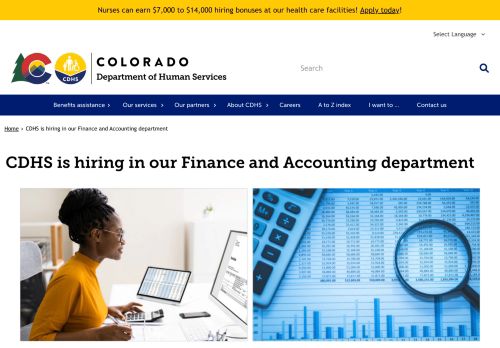 Nurses can earn $7,000 to $14,000 hiring bonuses at our health care facilities! Apply today!
Select Language
COLORADO
Department of Human Services
CDHS
Search
Benefits assistance
Our services
Our partners
About CDHS
Careers
A to Z index
I want to ...
Contact us
Home › CDHS is hiring in our Finance and Accounting department
CDHS is hiring in our Finance and Accounting department